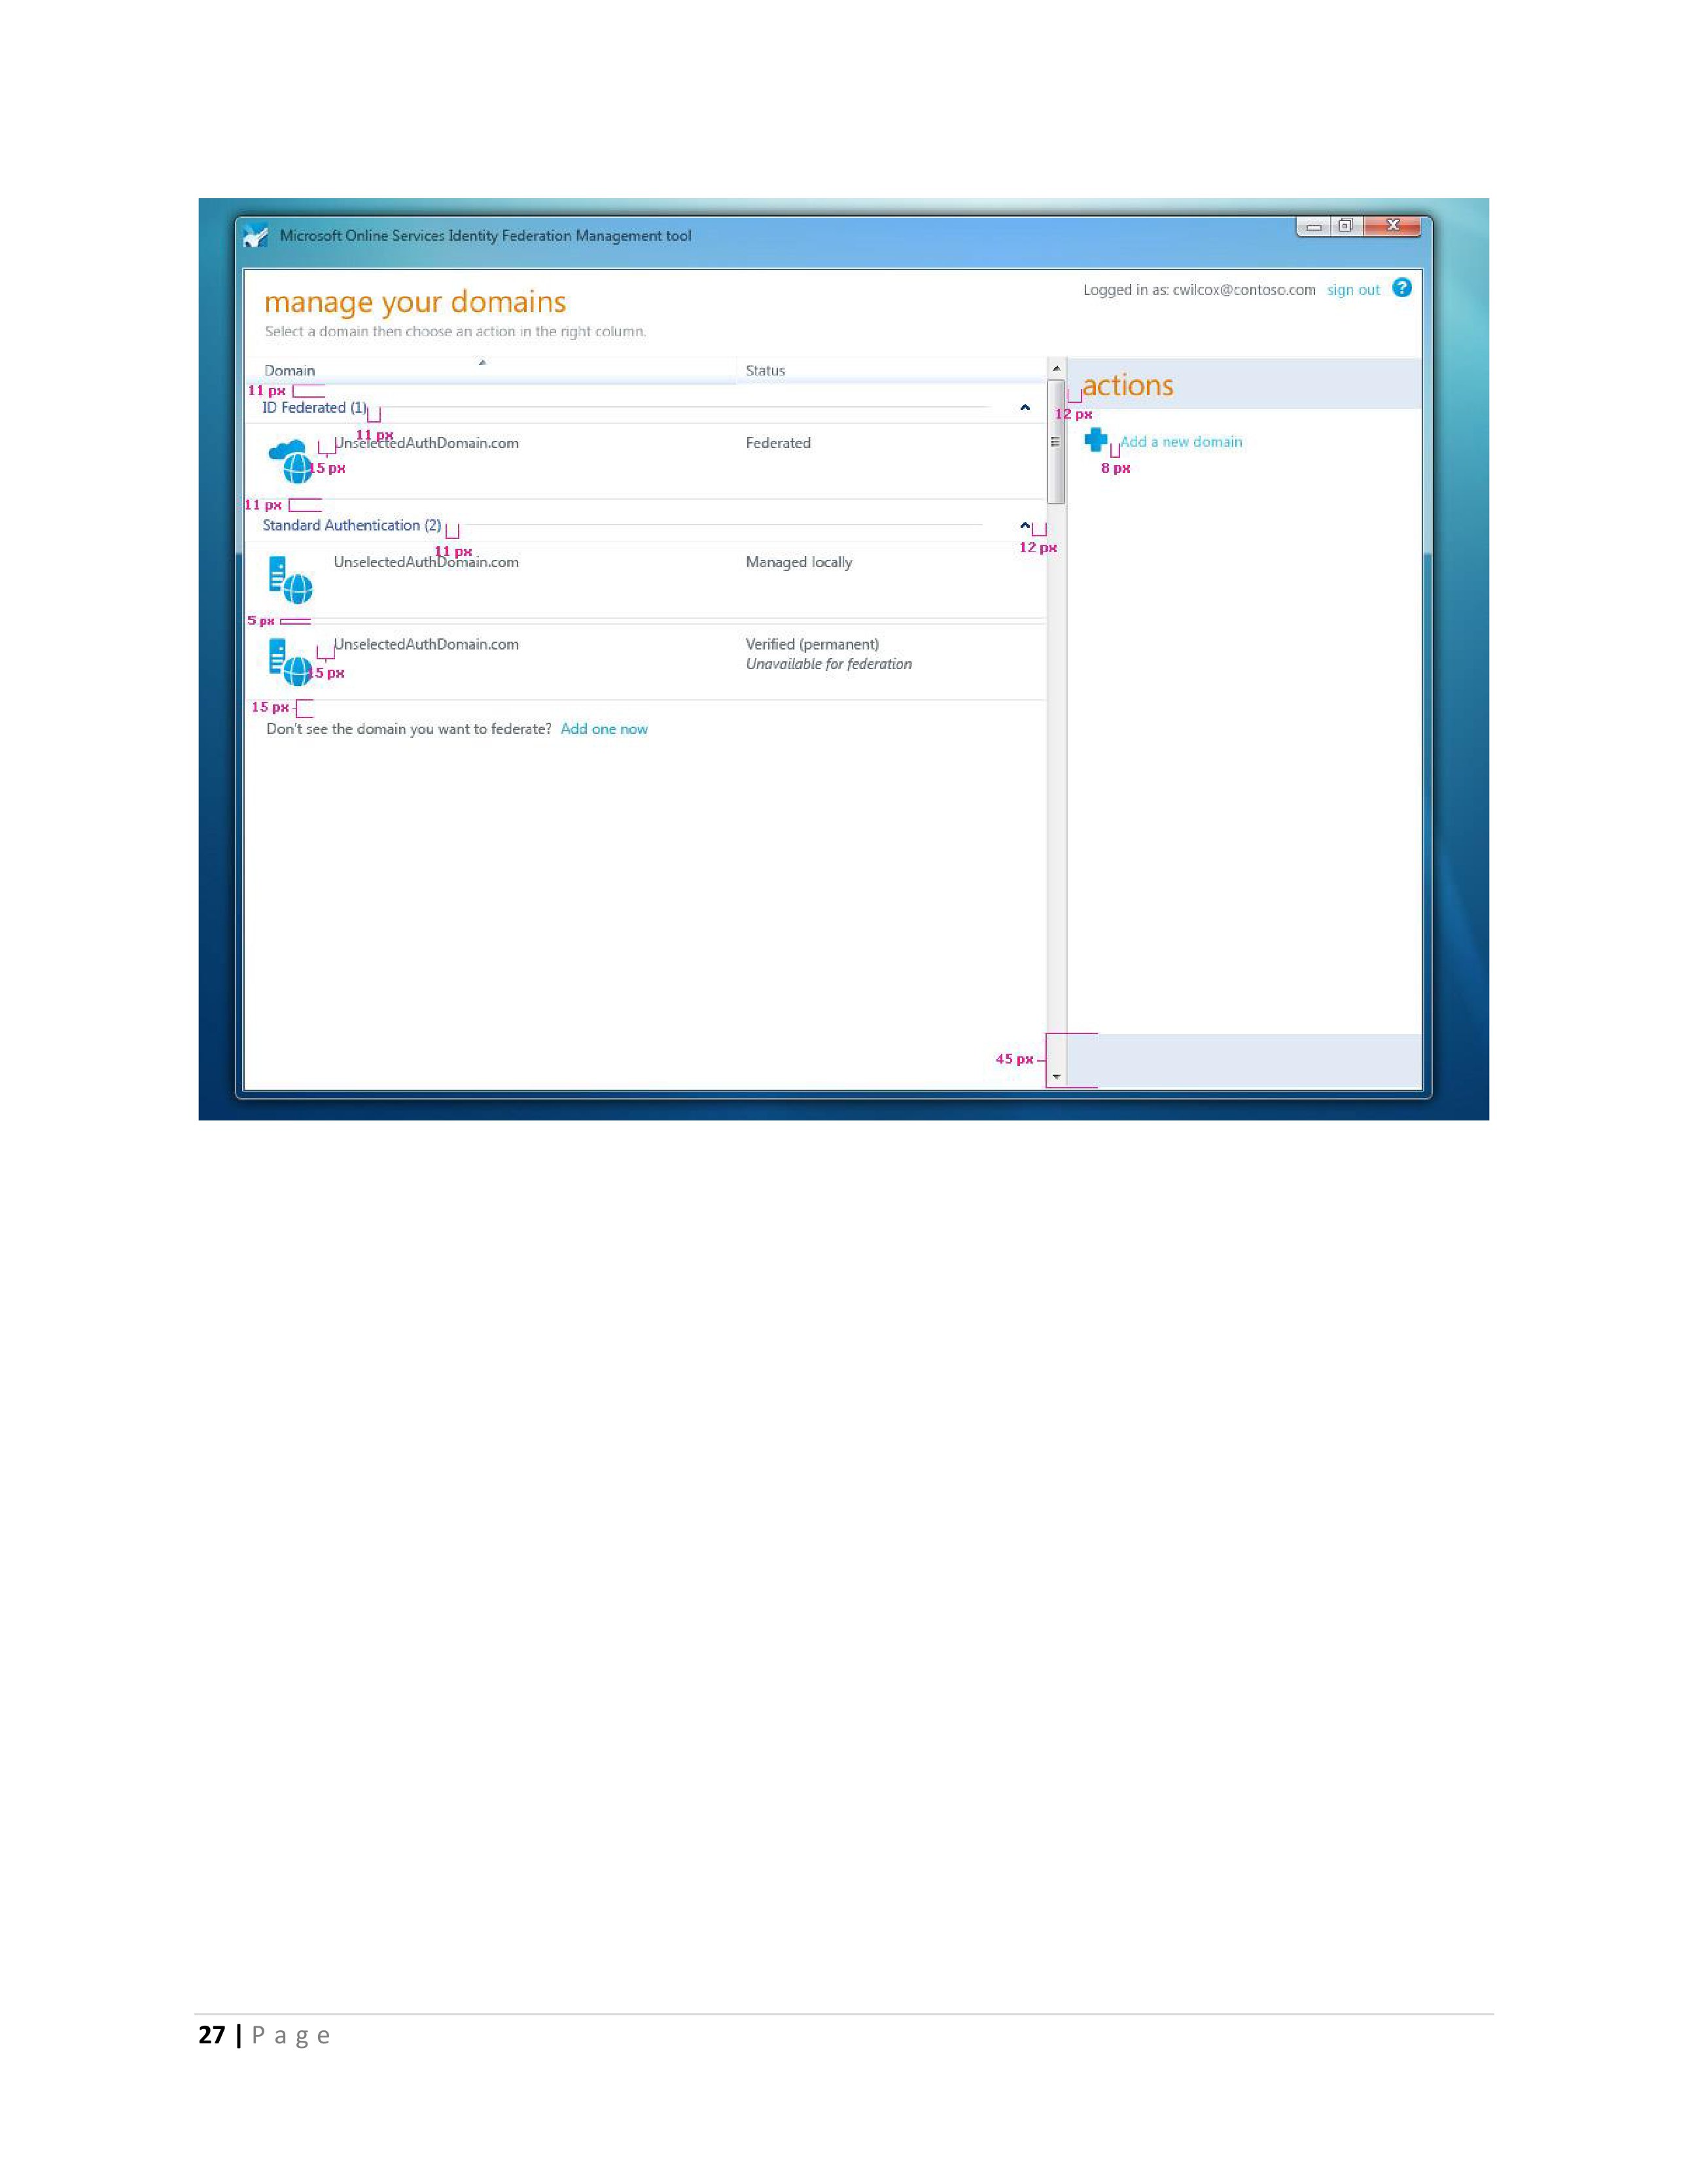 Microsoft Online Services Identity Federation Management tool
manage your domains
Logged in as: cwilcox@contoso.com sign out ?
Select a domain then choose an action in the right column.
Domain Status
actions
11 px
ID Federated (1)
12 px
11 px
UnselectedAuthDomain.com Federated
Add a new domain
15 px
8 px
11 px
Standard Authentication (2)
11 px
12 px
UnselectedAuthDomain.com Managed locally
5 px
UnselectedAuthDomain.com Verified (permanent)
Unavailable for federation
15 px
15 px
Don't see the domain you want to federate? Add one now
45 px
27 | Page